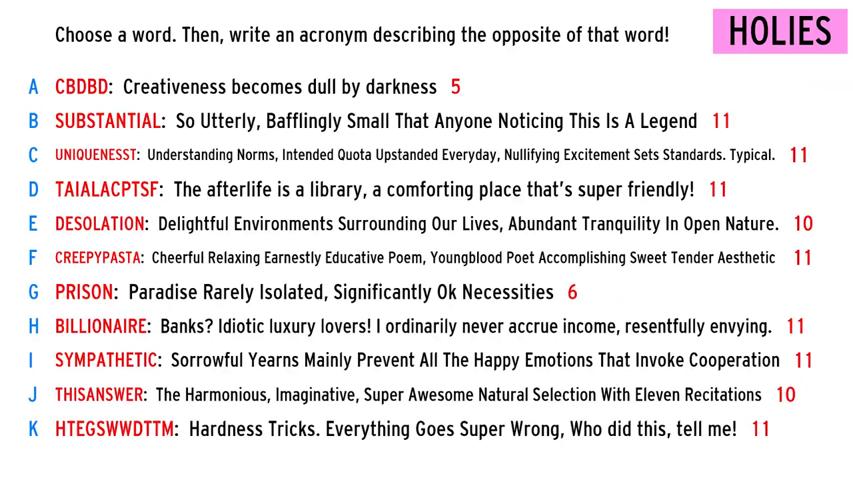 Choose a word. Then, write an acronym describing the opposite of that word!
HOLIES
A CBDBD: Creativeness becomes dull by darkness 5
B SUBSTANTIAL: So Utterly, Bafflingly Small That Anyone Noticing This Is A Legend 11
C UNIQUENESST: Understanding Norms, Intended Quota Upstanded Everyday, Nullifying Excitement Sets Standards. Typical. 11
D TAIALACPTSF: The afterlife is a library, a comforting place that's super friendly! 11
E DESOLATION: Delightful Environments Surrounding Our Lives, Abundant Tranquility In Open Nature. 10
F CREEPYPASTA: Cheerful Relaxing Earnestly Educative Poem, Youngblood Poet Accomplishing Sweet Tender Aesthetic 11
G PRISON: Paradise Rarely Isolated, Significantly Ok Necessities 6
H BILLIONAIRE: Banks? Idiotic luxury lovers! I ordinarily never accrue income, resentfully envying. 11
I SYMPATHETIC: Sorrowful Yearns Mainly Prevent All The Happy Emotions That Invoke Cooperation 11
J THISANSWER: The Harmonious, Imaginative, Super Awesome Natural Selection With Eleven Recitations 10
K HTEGSWWDTTM: Hardness Tricks. Everything Goes Super Wrong, Who did this, tell me! 11